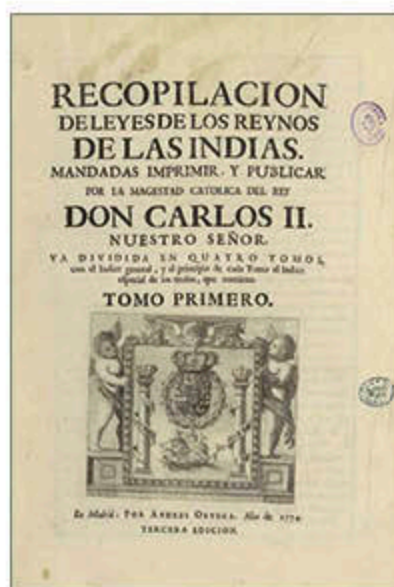 RECOPILACION
DE LEYES DE LOS REYNOS
DE LAS INDIAS.
MANDADAS IMPRIMIR, Y PUBLICAR
POR LA MAGESTAD CATOLICA DEL REY
DON CARLOS II.
NUESTRO SEÑOR.
VA DIVIDIDA EN QUATRO TOMOS,
con el Indice general, y al principio de cada Tomo el Indice
especial de los titulos, que contiene.
TOMO PRIMERO.
En Madrid: POR ANDRES ORTEGA. Año de 1774.
TERCERA EDICION.